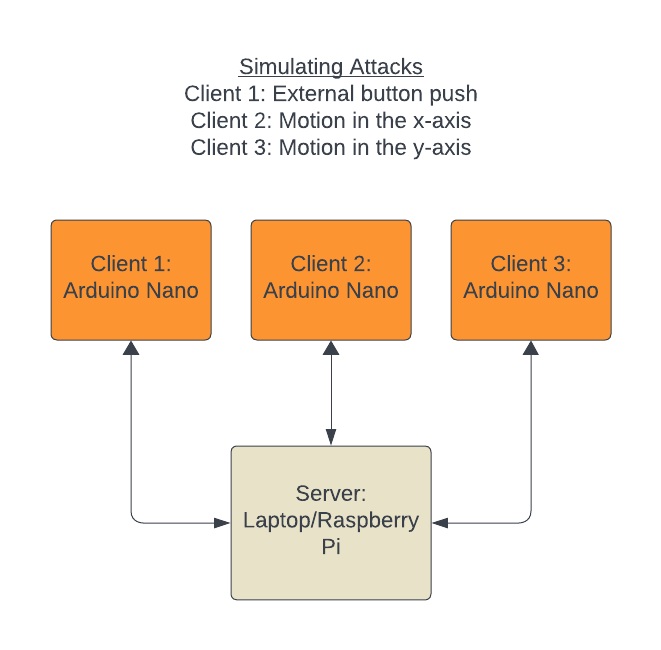 Simulating Attacks
Client 1: External button push
Client 2: Motion in the x-axis
Client 3: Motion in the y-axis
Client 1:
Arduino Nano
Client 2:
Arduino Nano
Client 3:
Arduino Nano
Server:
Laptop/Raspberry
Pi